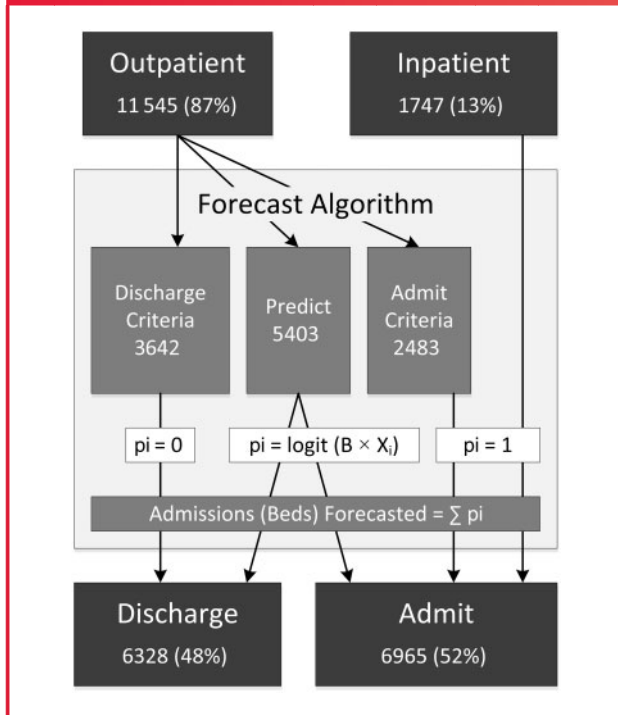 Outpatient
11 545 (87%)
Inpatient
1747 (13%)
Forecast Algorithm
Discharge
Criteria
3642
Predict
5403
Admit
Criteria
2483
pi = 0
pi = logit (B × Xᵢ)
pi = 1
Admissions (Beds) Forecasted = ∑ pi
Discharge
6328 (48%)
Admit
6965 (52%)